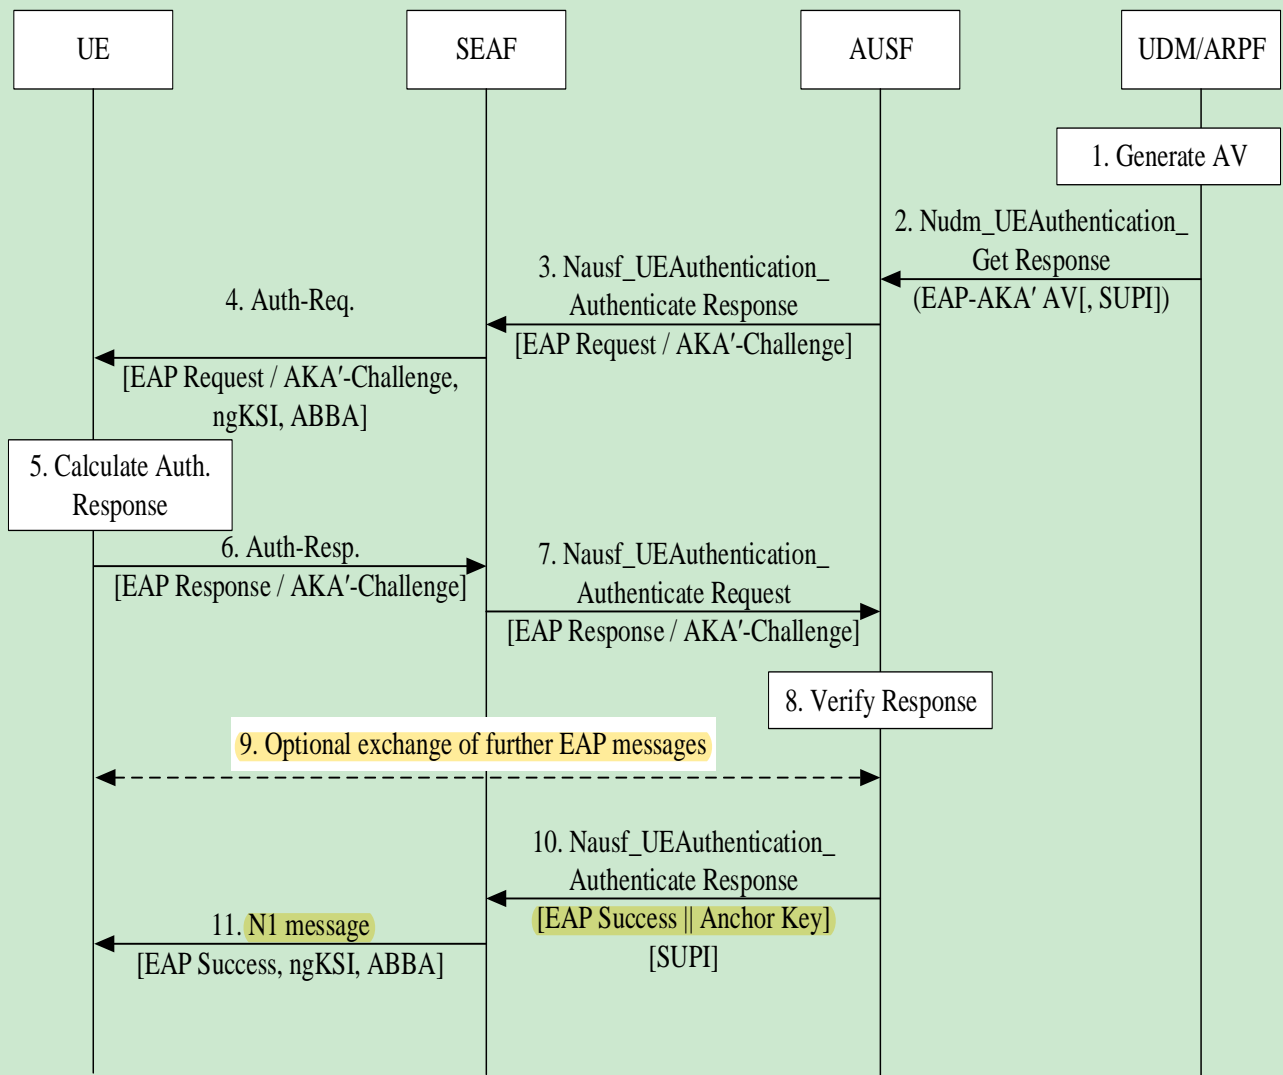 UE
SEAF
AUSF
UDM/ARPF
1. Generate AV
2. Nudm_UEAuthentication_
Get Response
(EAP-AKA′ AV[, SUPI])
3. Nausf_UEAuthentication_
Authenticate Response
[EAP Request / AKA′-Challenge]
4. Auth-Req.
[EAP Request / AKA′-Challenge,
ngKSI, ABBA]
5. Calculate Auth.
Response
6. Auth-Resp.
[EAP Response / AKA′-Challenge]
7. Nausf_UEAuthentication_
Authenticate Request
[EAP Response / AKA′-Challenge]
8. Verify Response
9. Optional exchange of further EAP messages
10. Nausf_UEAuthentication_
Authenticate Response
[EAP Success || Anchor Key]
[SUPI]
11. N1 message
[EAP Success, ngKSI, ABBA]